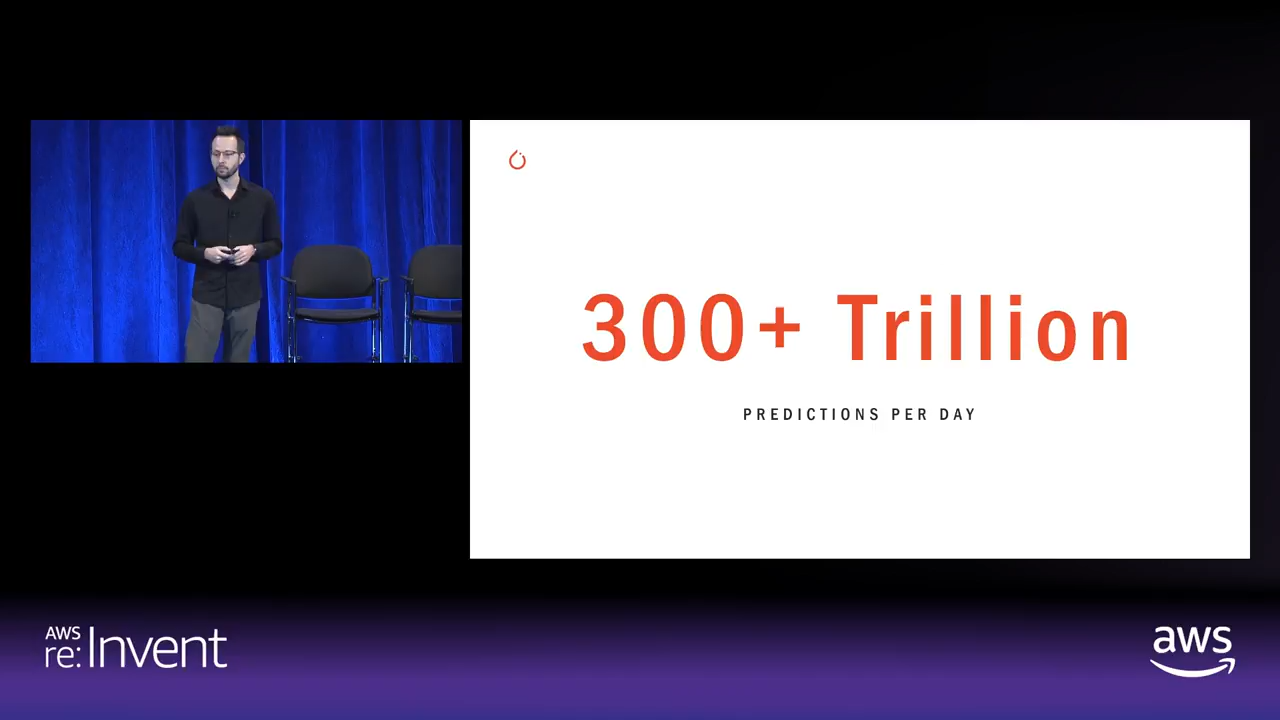 300+ Trillion
PREDICTIONS PER DAY
AWS
re:Invent
aws